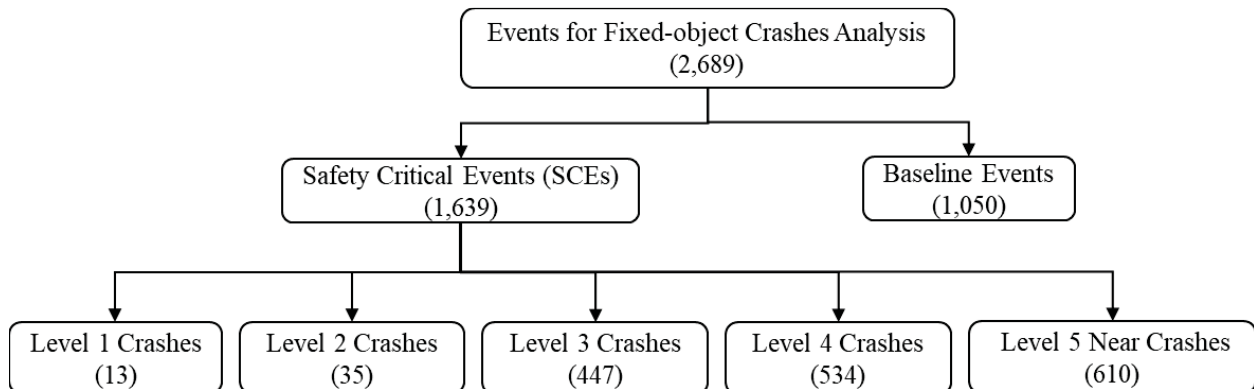 Events for Fixed-object Crashes Analysis
(2,689)
Safety Critical Events (SCEs)
(1,639)
Baseline Events
(1,050)
Level 1 Crashes
(13)
Level 2 Crashes
(35)
Level 3 Crashes
(447)
Level 4 Crashes
(534)
Level 5 Near Crashes
(610)